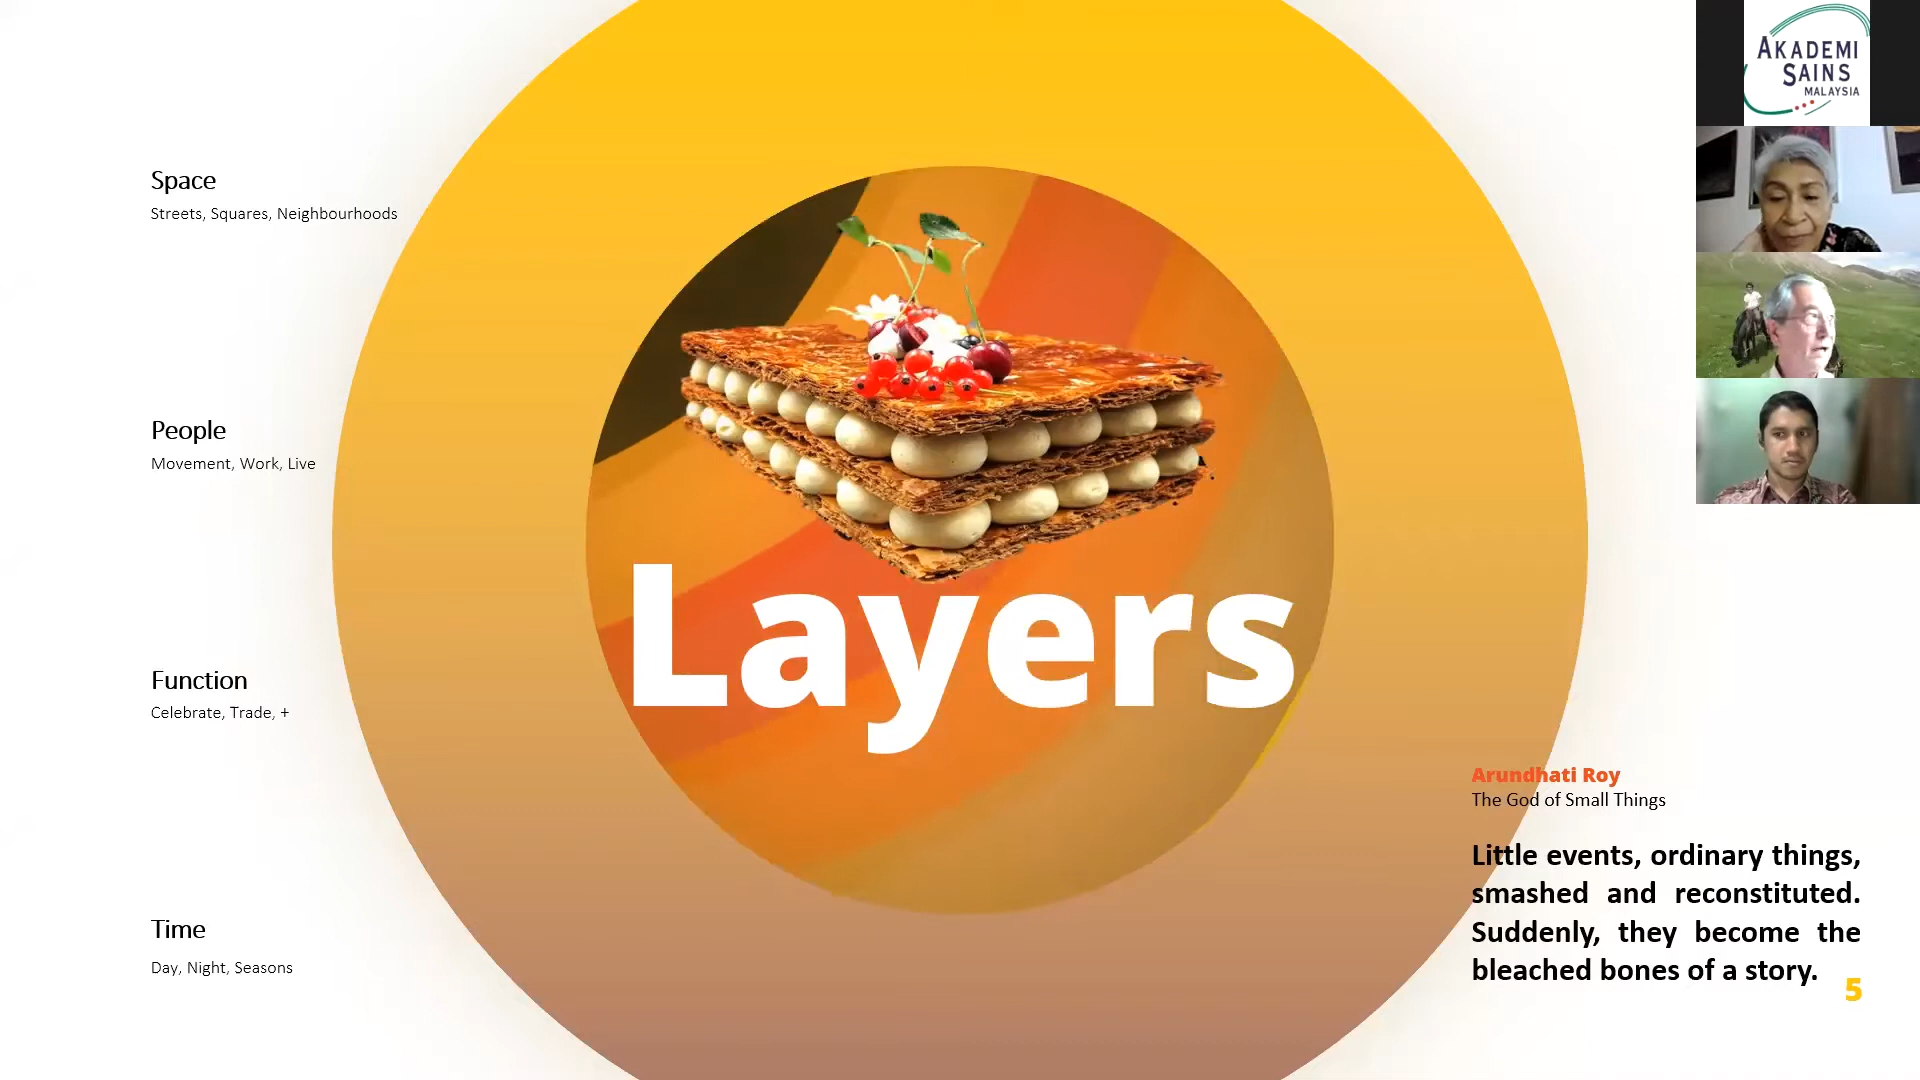 Space
Streets, Squares, Neighbourhoods
People
Movement, Work, Live
Function
Celebrate, Trade, +
Time
Day, Night, Seasons
Layers
Arundhati Roy
The God of Small Things
Little events, ordinary things,
smashed and reconstituted.
Suddenly, they become the
bleached bones of a story.
5
AKADEMI
SAINS
MALAYSIA